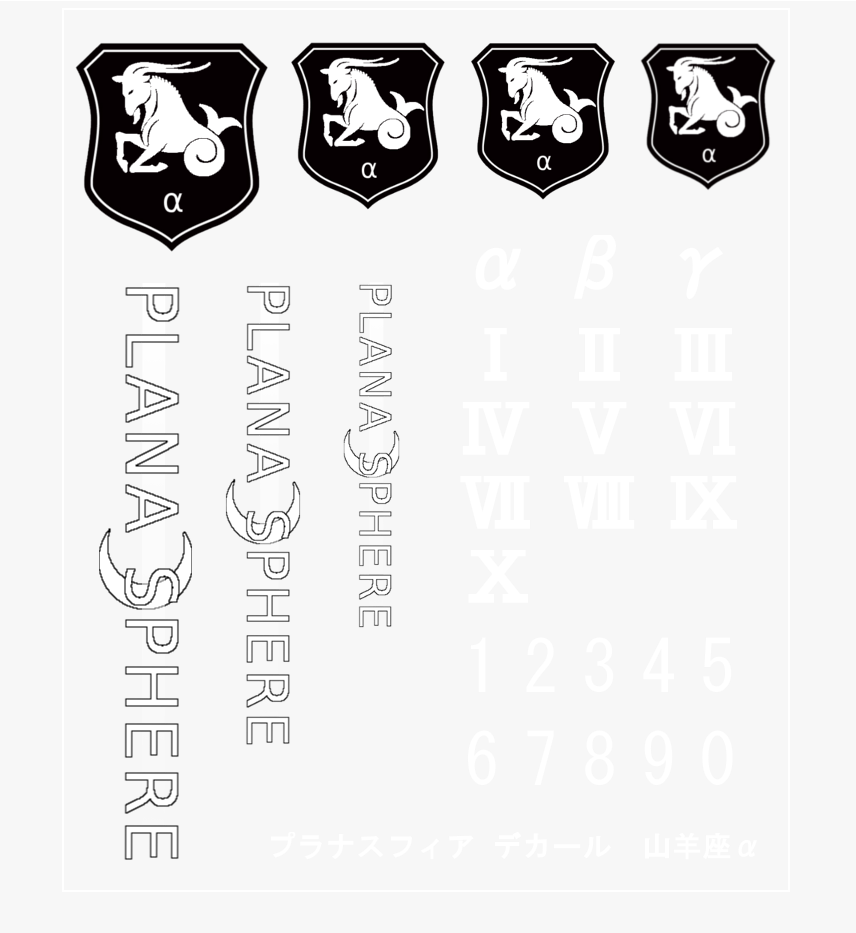 α α α α
PLANA SPHERE
PLANA SPHERE
PLANA SPHERE
α β γ
Ⅰ Ⅱ Ⅲ
Ⅳ Ⅴ Ⅵ
Ⅶ Ⅷ Ⅸ
Ⅹ
1 2 3 4 5
6 7 8 9 0
プラナスフィア デカール 山羊座α